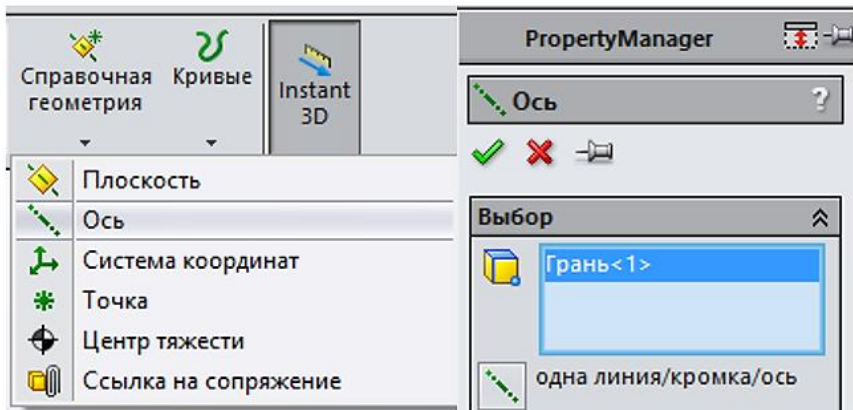 Справочная
геометрия
Кривые
Instant
3D
Плоскость
Ось
Система координат
Точка
Центр тяжести
Ссылка на сопряжение
PropertyManager
Ось
?
Выбор
Грань<1>
одна линия/кромка/ось